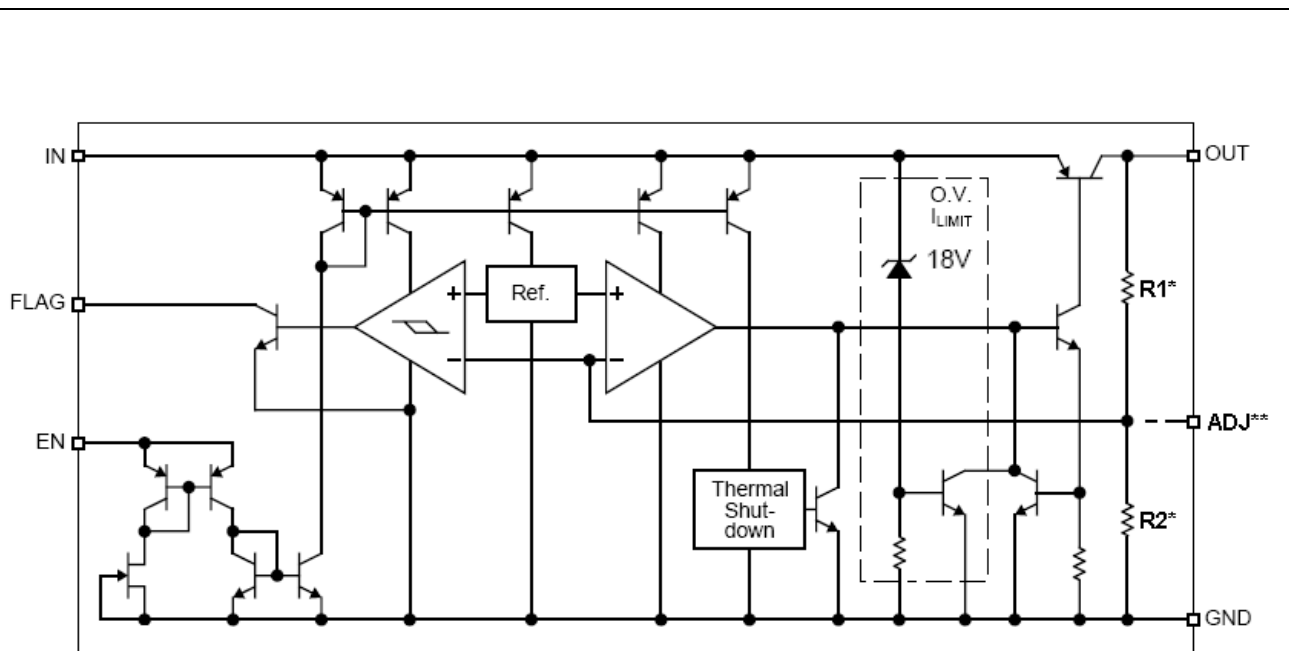 IN
OUT
O.V.
ILIMIT
18V
FLAG
+
Ref.
+
R1*
−
−
ADJ**
EN
Thermal
Shut-
down
R2*
GND